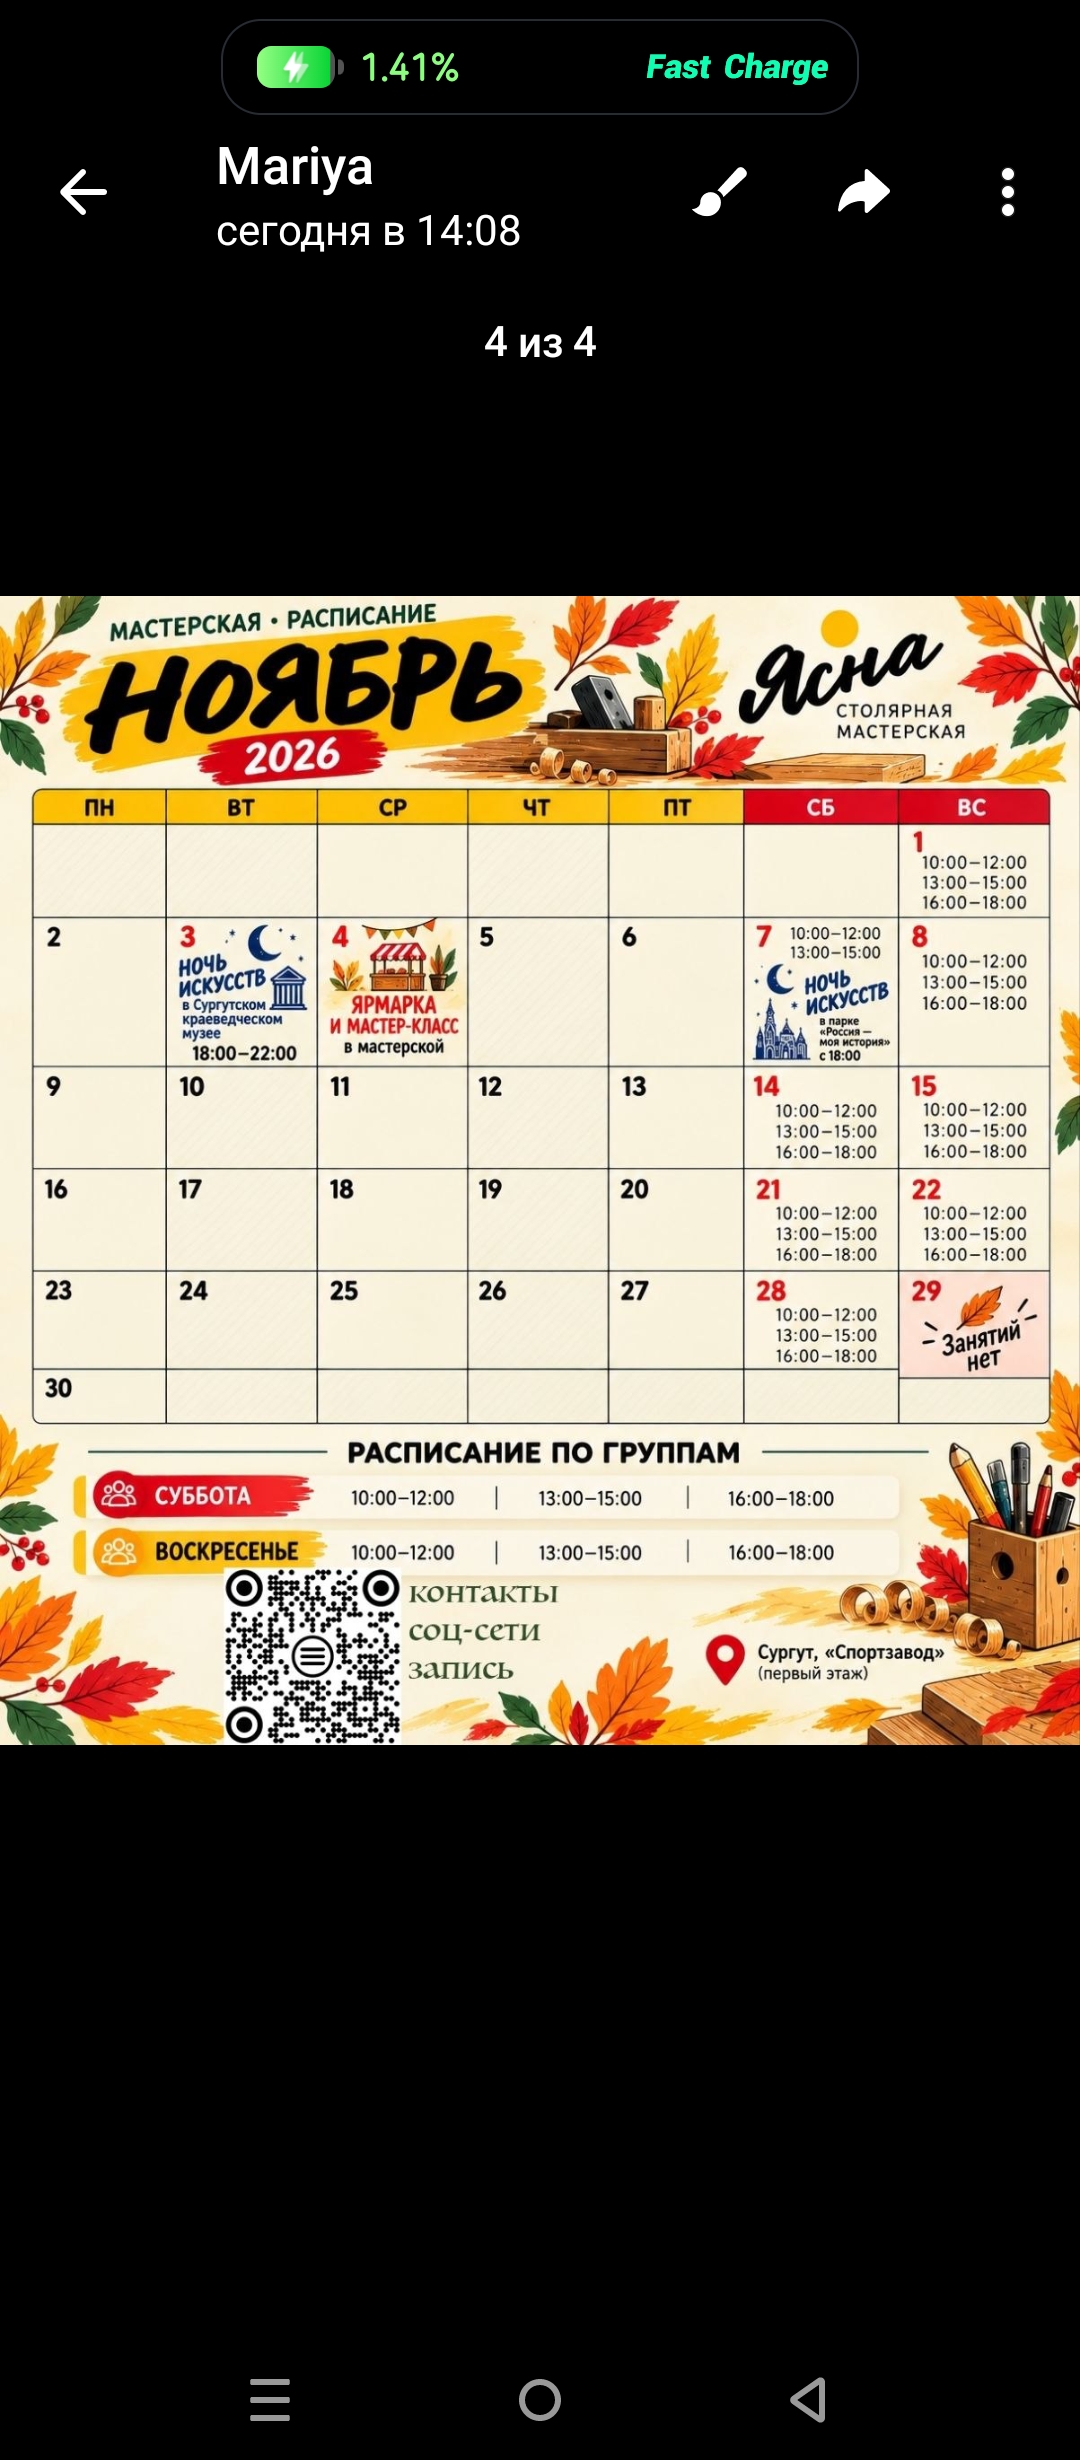 1.41%
Fast Charge
Mariya
сегодня в 14:08
4 из 4
МАСТЕРСКАЯ • РАСПИСАНИЕ
НОЯБРЬ
2026
Ясна
СТОЛЯРНАЯ
МАСТЕРСКАЯ
ПН ВТ СР ЧТ ПТ СБ ВС
1
10:00–12:00
13:00–15:00
16:00–18:00
2
3
НОЧЬ
ИСКУССТВ
в Сургутском
краеведческом
музее
18:00–22:00
4
ЯРМАРКА
И МАСТЕР-КЛАСС
в мастерской
5
6
7
10:00–12:00
13:00–15:00
НОЧЬ
ИСКУССТВ
в парке
«Россия –
моя история»
с 18:00
8
10:00–12:00
13:00–15:00
16:00–18:00
9
10
11
12
13
14
10:00–12:00
13:00–15:00
16:00–18:00
15
10:00–12:00
13:00–15:00
16:00–18:00
16
17
18
19
20
21
10:00–12:00
13:00–15:00
16:00–18:00
22
10:00–12:00
13:00–15:00
16:00–18:00
23
24
25
26
27
28
10:00–12:00
13:00–15:00
16:00–18:00
29
Занятий
нет
30
РАСПИСАНИЕ ПО ГРУППАМ
СУББОТА 10:00–12:00 | 13:00–15:00 | 16:00–18:00
ВОСКРЕСЕНЬЕ 10:00–12:00 | 13:00–15:00 | 16:00–18:00
контакты
соц-сети
запись
Сургут, «Спортзавод»
(первый этаж)